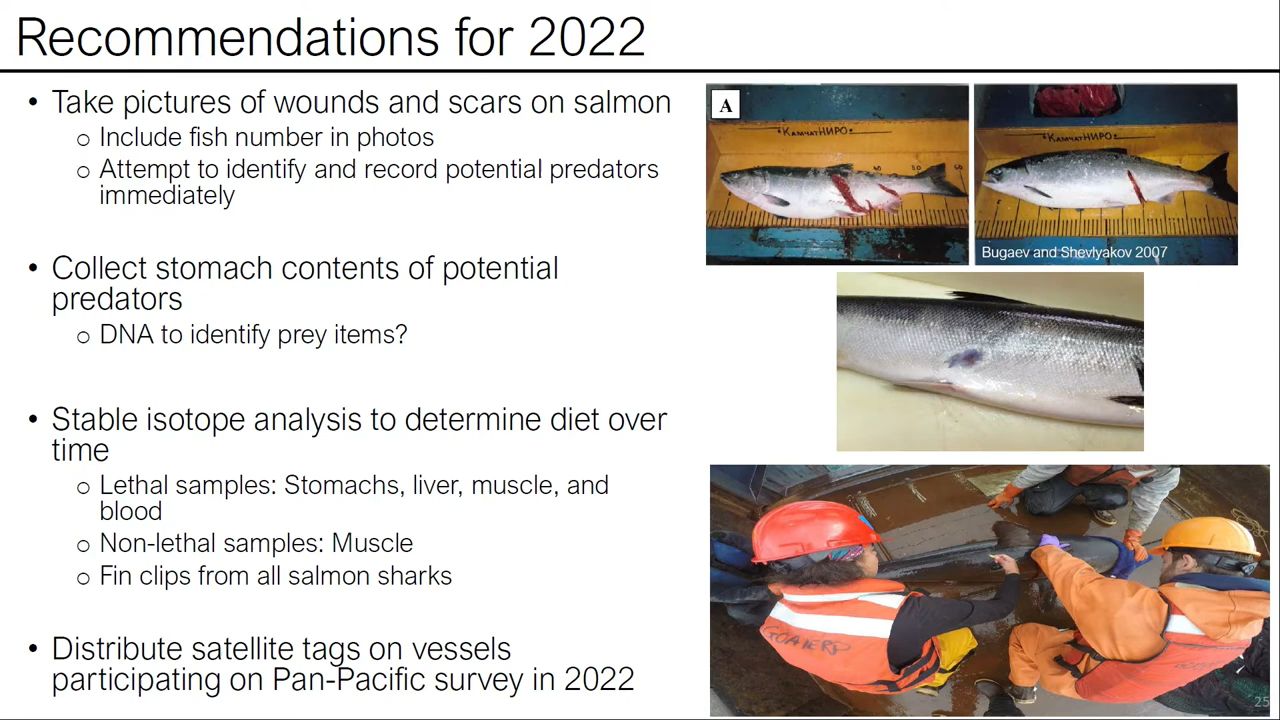 Recommendations for 2022
• Take pictures of wounds and scars on salmon
o Include fish number in photos
o Attempt to identify and record potential predators
immediately
• Collect stomach contents of potential
predators
o DNA to identify prey items?
• Stable isotope analysis to determine diet over
time
o Lethal samples: Stomachs, liver, muscle, and
blood
o Non-lethal samples: Muscle
o Fin clips from all salmon sharks
• Distribute satellite tags on vessels
participating on Pan-Pacific survey in 2022
A
•КамчатНИРО•
•КамчатНИРО•
Bugaev and Shevlyakov 2007
GOAIERP
25